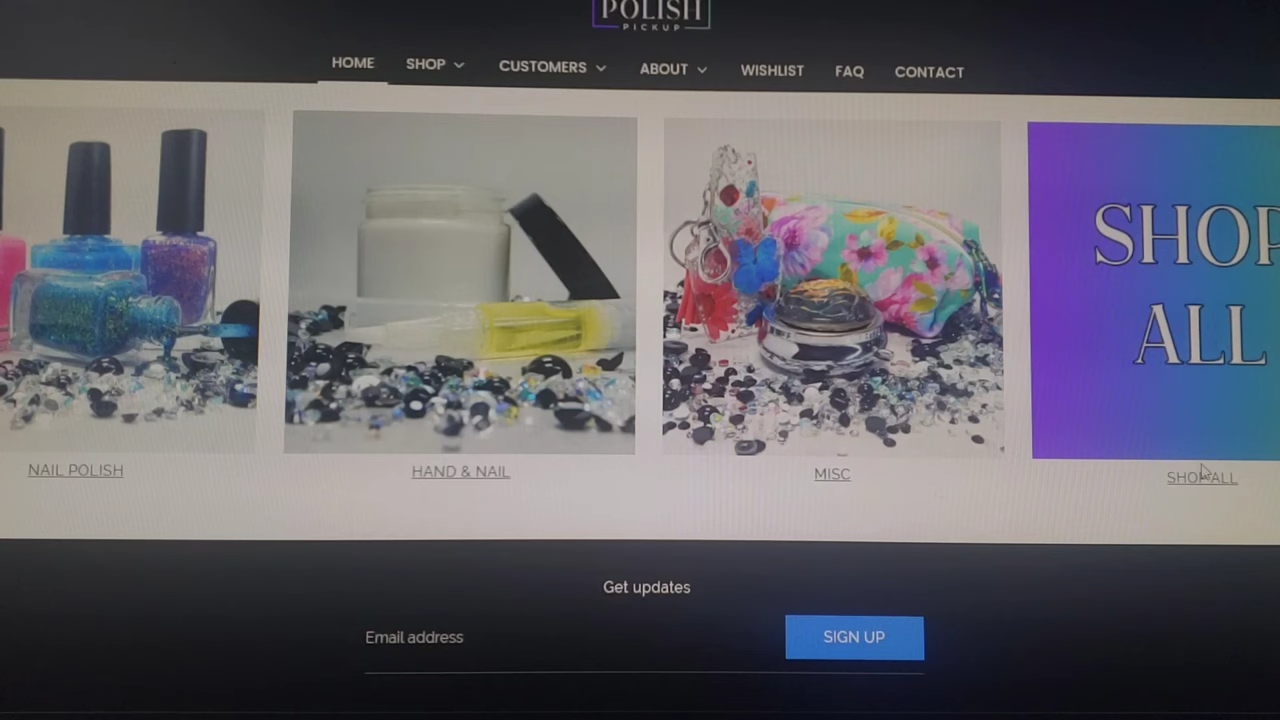 POLISH
PICKUP
HOME SHOP CUSTOMERS ABOUT WISHLIST FAQ CONTACT
SHOP
ALL
NAIL POLISH HAND & NAIL MISC SHOP ALL
Get updates
Email address SIGN UP